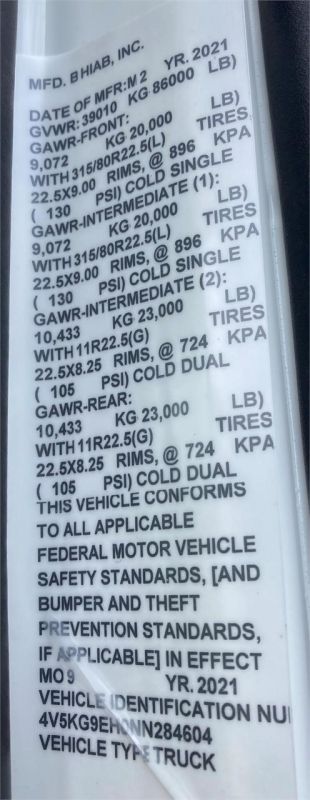 MFD. B HIAB, INC.
DATE OF MFR: M 2 YR. 2021
GVWR: 39010 KG 86000 LB)
GAWR-FRONT:
9,072 KG 20,000 LB)
WITH 315/80R22.5(L) TIRES
22.5X9.00 RIMS, @ 896 KPA
( 130 PSI) COLD SINGLE
GAWR-INTERMEDIATE (1):
9,072 KG 20,000 LB)
WITH 315/80R22.5(L) TIRES
22.5X9.00 RIMS, @ 896 KPA
( 130 PSI) COLD SINGLE
GAWR-INTERMEDIATE (2):
10,433 KG 23,000 LB)
WITH 11R22.5(G) TIRES
22.5X8.25 RIMS, @ 724 KPA
( 105 PSI) COLD DUAL
GAWR-REAR:
10,433 KG 23,000 LB)
WITH 11R22.5(G) TIRES
22.5X8.25 RIMS, @ 724 KPA
( 105 PSI) COLD DUAL
THIS VEHICLE CONFORMS
TO ALL APPLICABLE
FEDERAL MOTOR VEHICLE
SAFETY STANDARDS, [AND
BUMPER AND THEFT
PREVENTION STANDARDS,
IF APPLICABLE] IN EFFECT
MO 9 YR. 2021
VEHICLE IDENTIFICATION NU
4V5KG9EH0NN284604
VEHICLE TYPE TRUCK